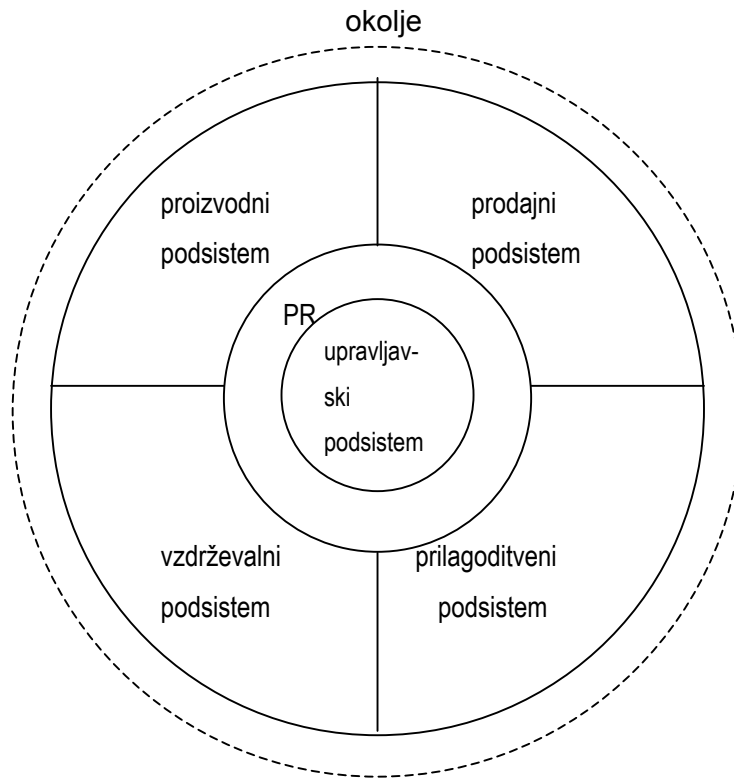 okolje
proizvodni
podsistem
prodajni
podsistem
PR
upravljav-
ski
podsistem
vzdrževalni
podsistem
prilagoditveni
podsistem